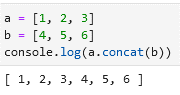 a = [1, 2, 3]
b = [4, 5, 6]
console.log(a.concat(b))
[ 1, 2, 3, 4, 5, 6 ]